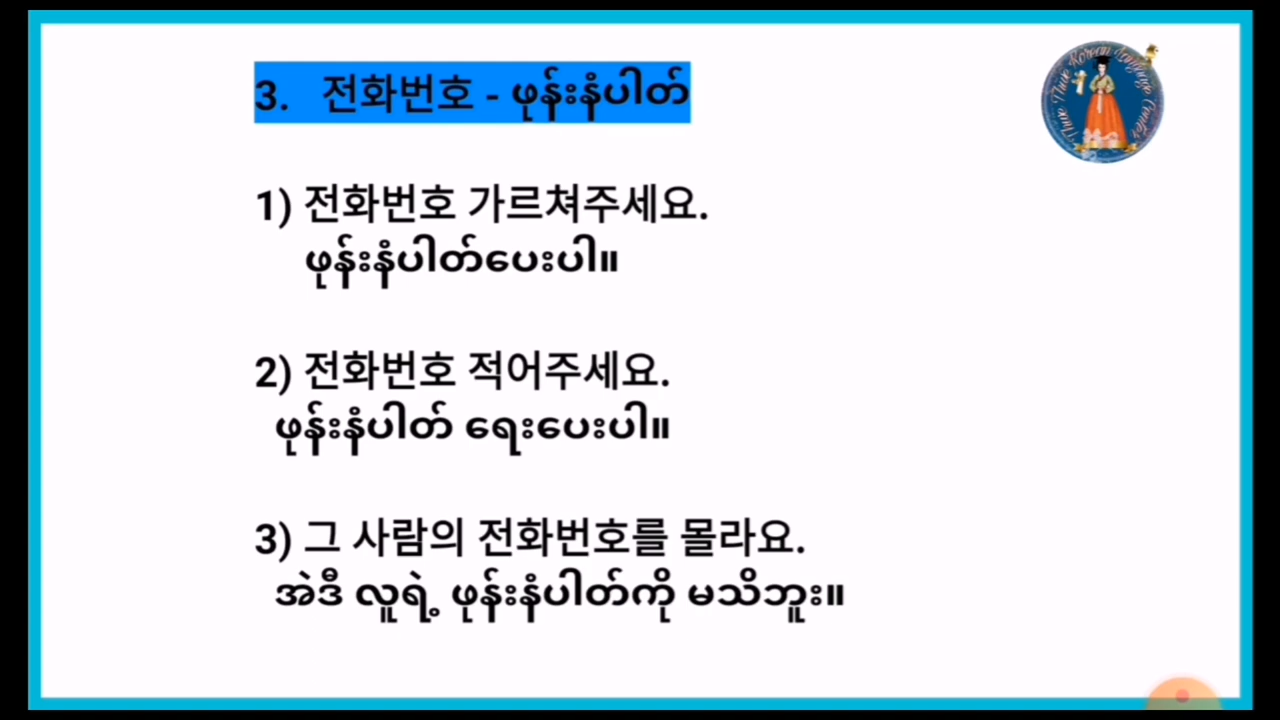 3. 전화번호 - ဖုန်းနံပါတ်
Korean Language Center
1) 전화번호 가르쳐주세요.
ဖုန်းနံပါတ်ပေးပါ။
2) 전화번호 적어주세요.
ဖုန်းနံပါတ် ရေးပေးပါ။
3) 그 사람의 전화번호를 몰라요.
အဲဒီ လူရဲ့ ဖုန်းနံပါတ်ကို မသိဘူး။